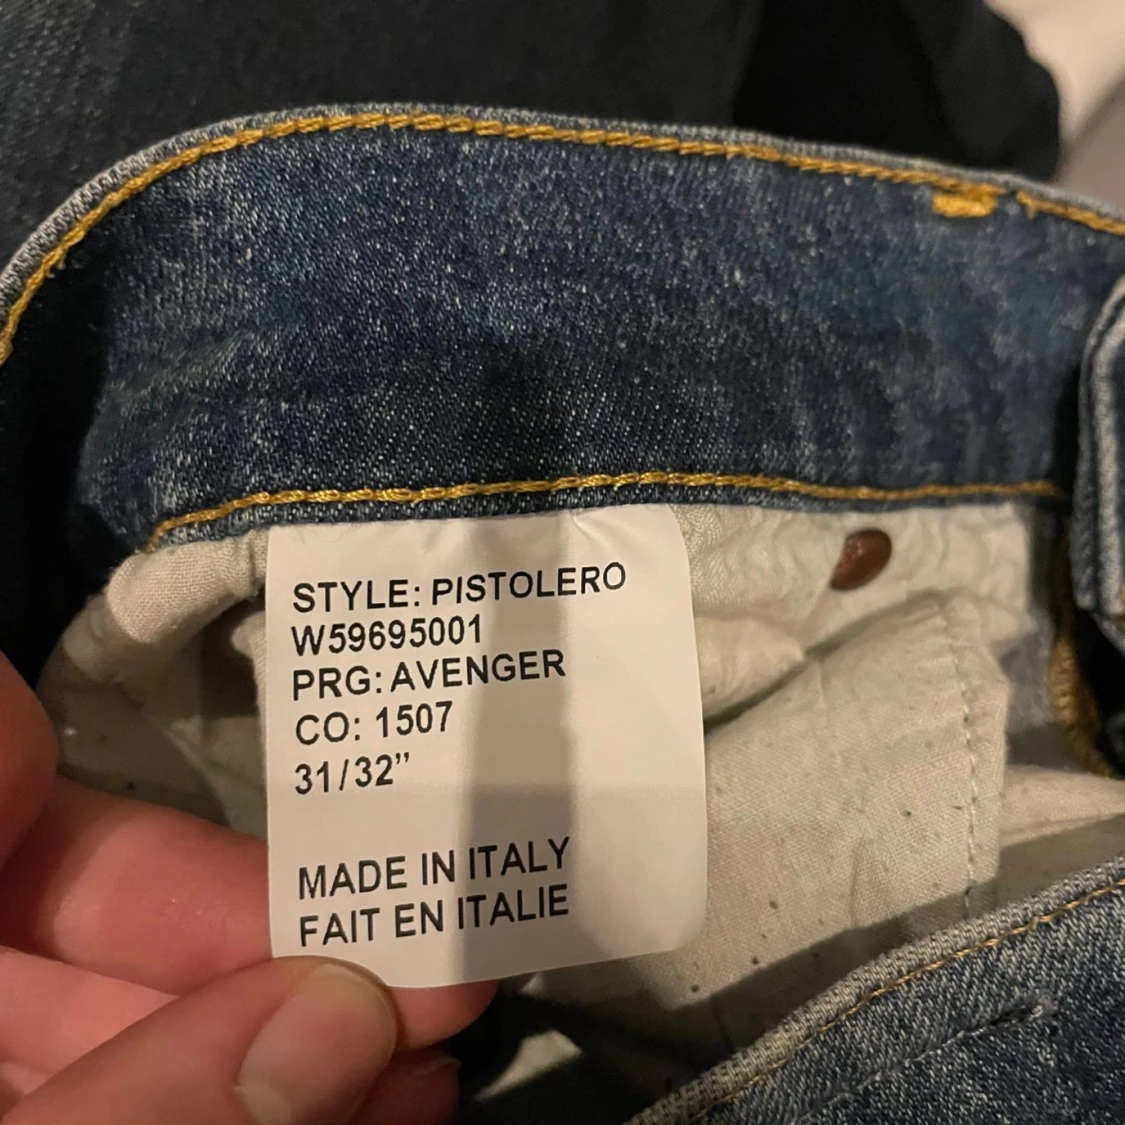 STYLE: PISTOLERO
W59695001
PRG: AVENGER
CO: 1507
31/32"
MADE IN ITALY
FAIT EN ITALIE